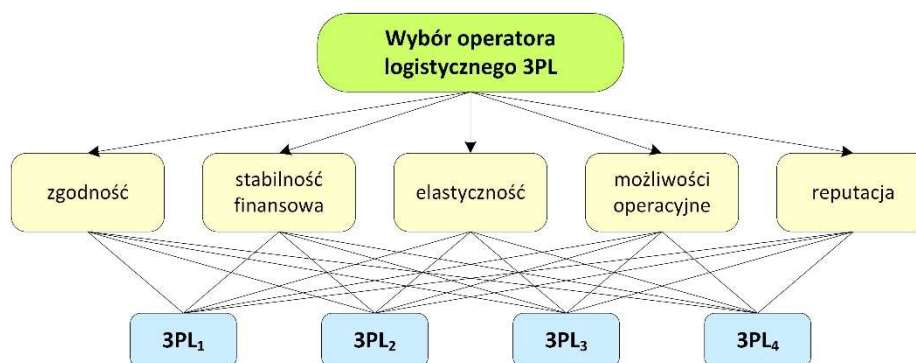 Wybór operatora
logistycznego 3PL
zgodność
stabilność
finansowa
elastyczność
możliwości
operacyjne
reputacja
3PL₁
3PL₂
3PL₃
3PL₄